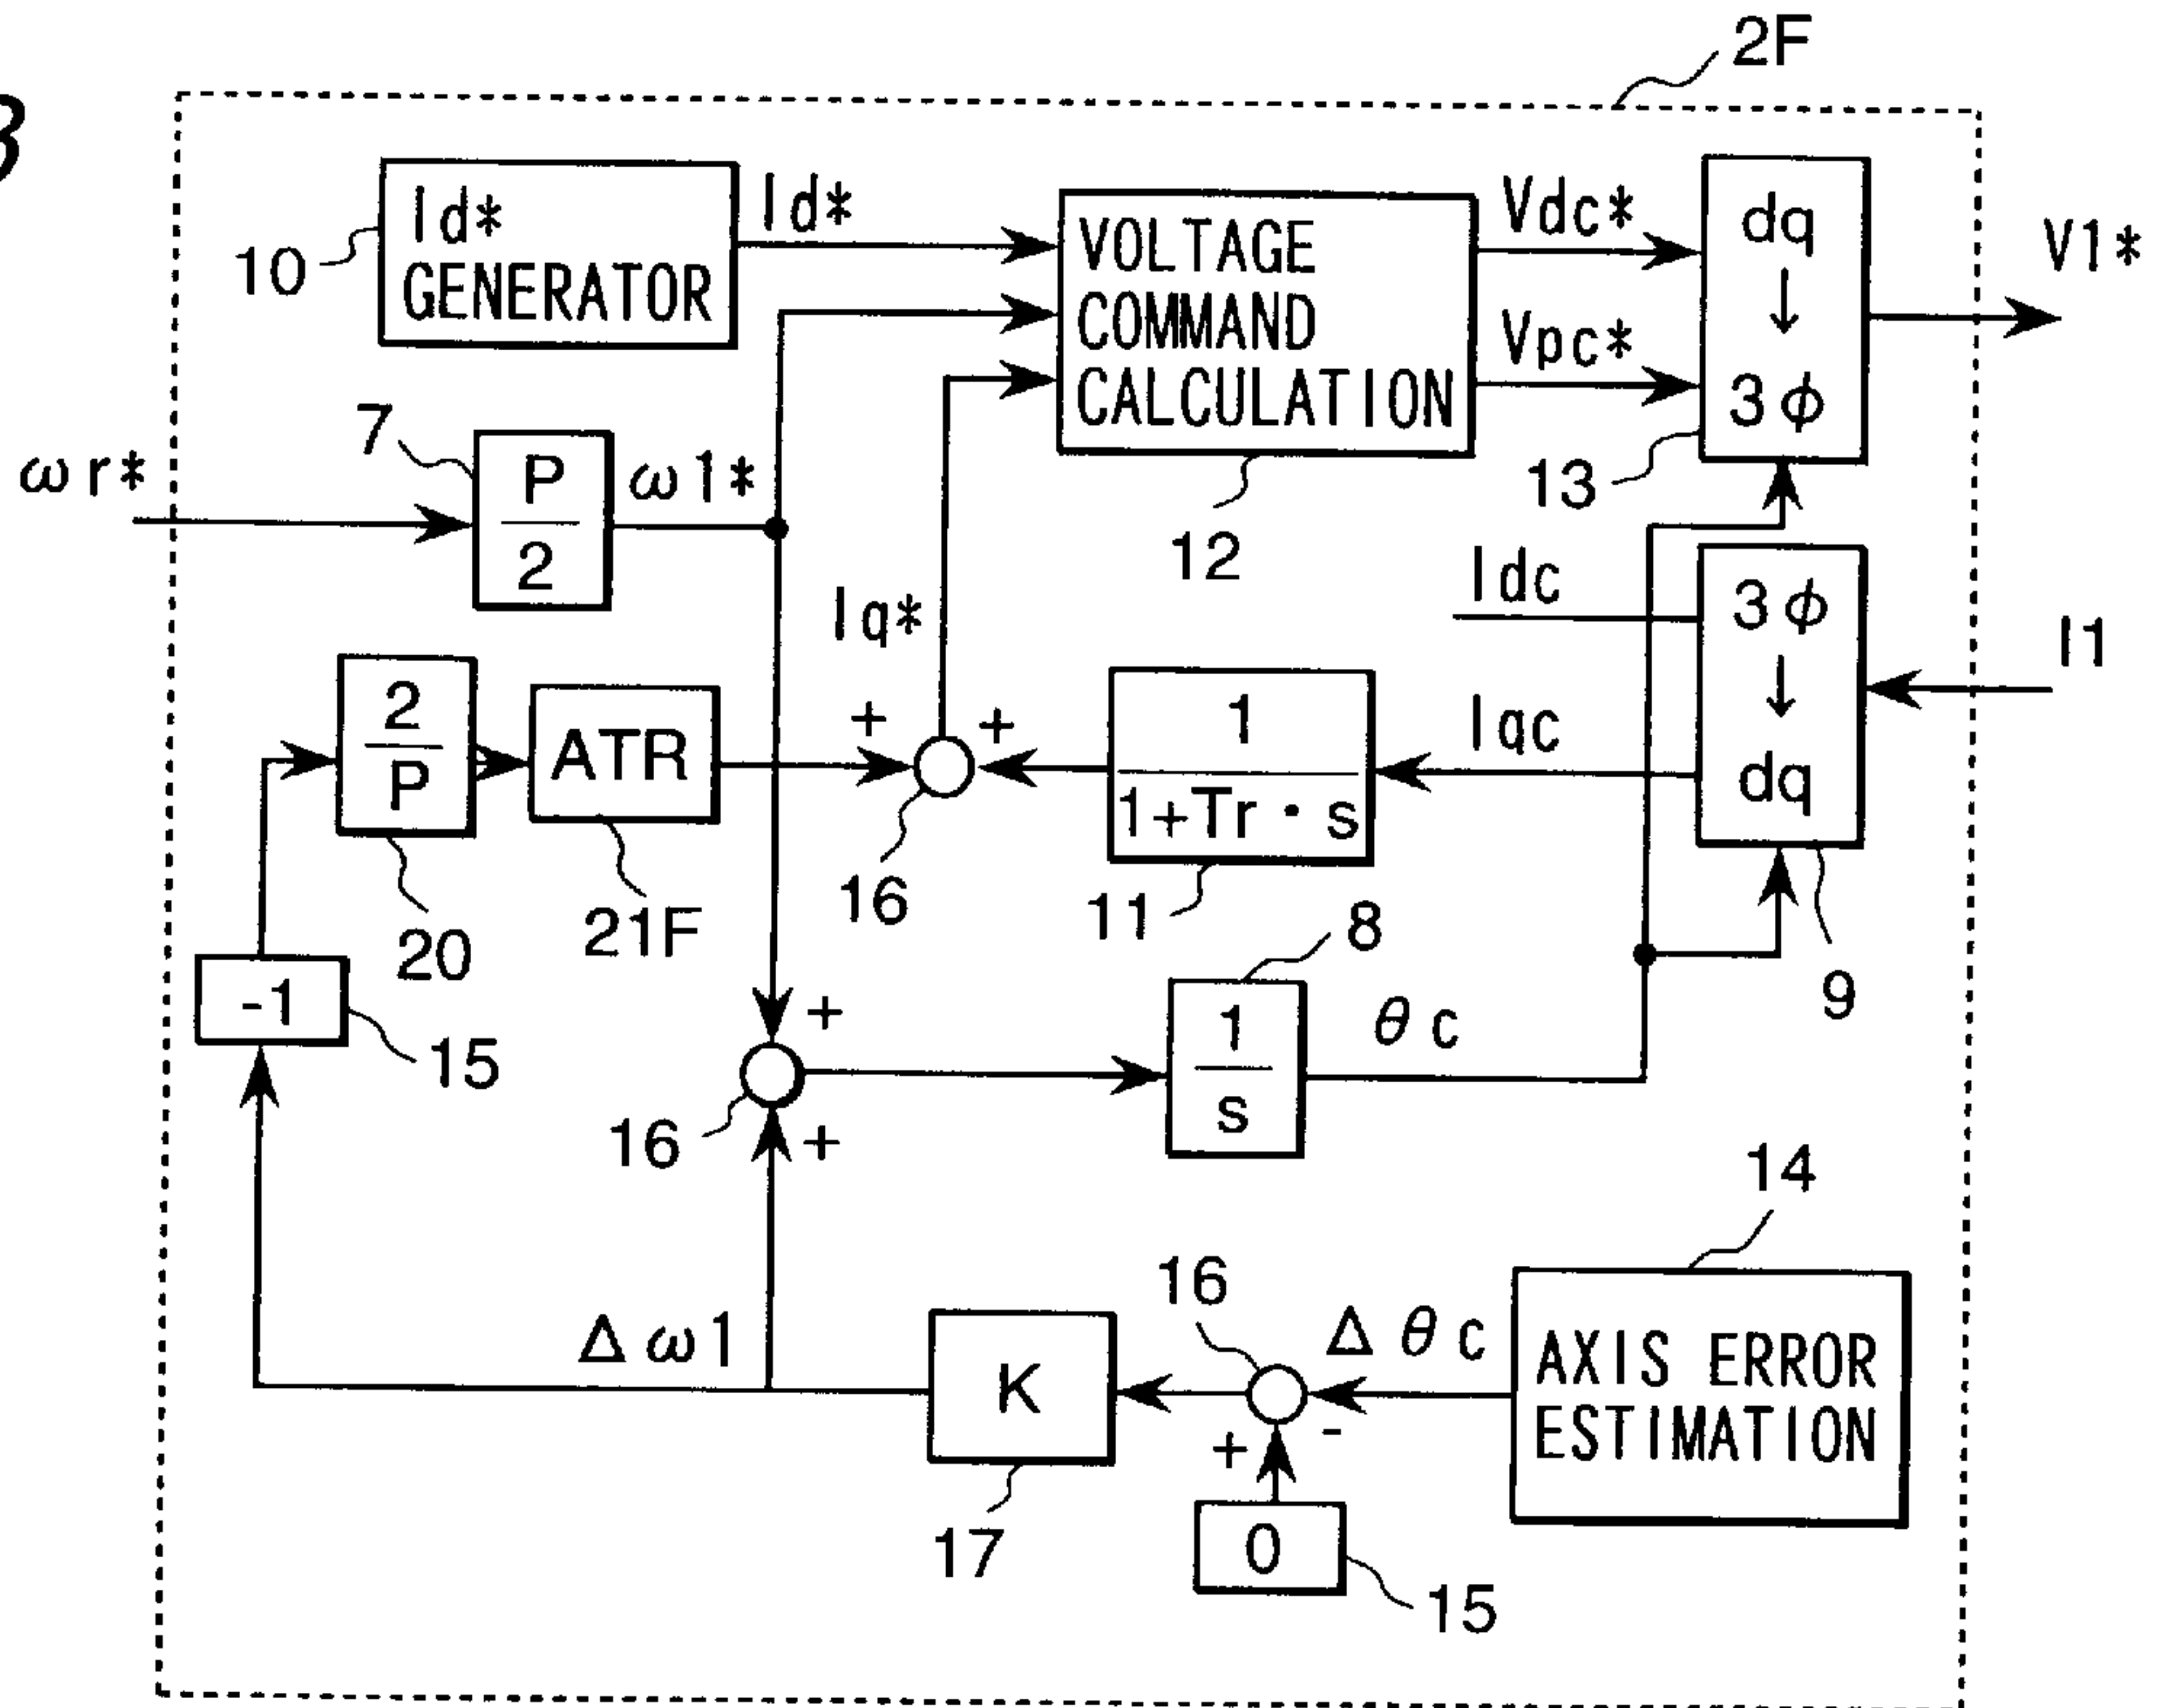 2F
Id*
GENERATOR
10
Id*
VOLTAGE
COMMAND
CALCULATION
12
Vdc*
Vpc*
dq
↓
3φ
13
V1*
ωr*
7
P
2
ω1*
Iq*
Idc
Iqc
3φ
↓
dq
9
I1
2
P
20
ATR
21F
+
+
16
1
1+Tr・s
11
-1
15
+
+
16
8
1
s
θc
14
AXIS ERROR
ESTIMATION
Δθc
16
-
+
0
15
K
17
Δω1